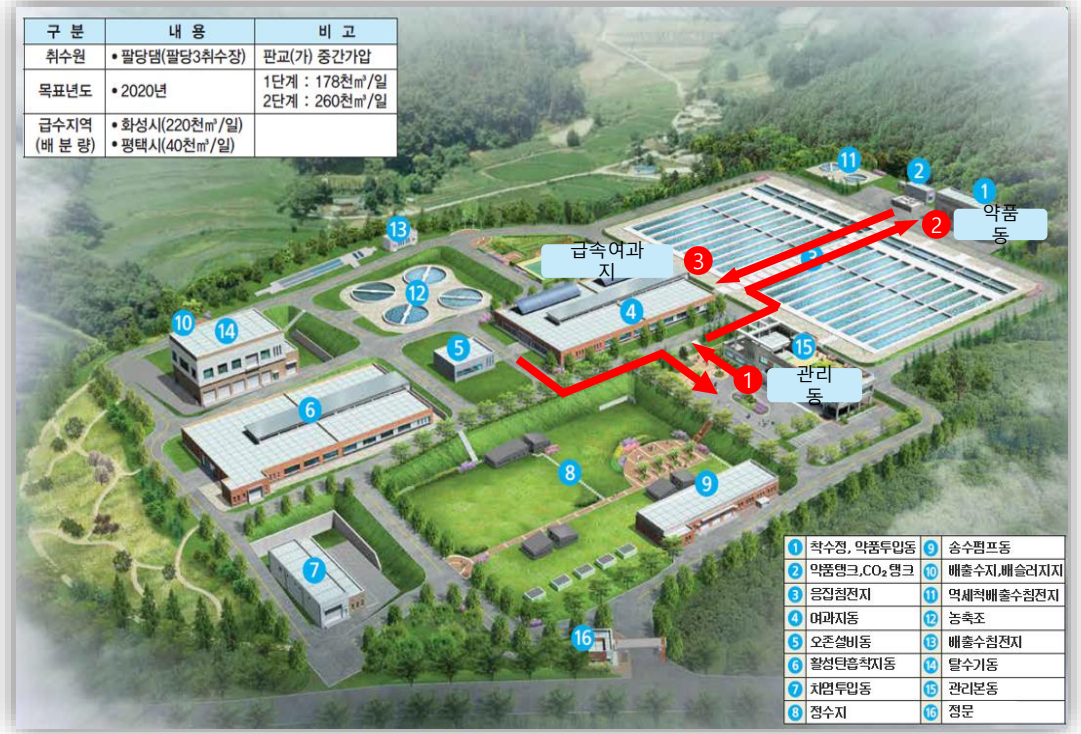 구 분 내 용 비 고
취수원 • 팔당댐(팔당3취수장) 판교(가) 중간가압
목표년도 • 2020년 1단계 : 178천㎥/일
2단계 : 260천㎥/일
급수지역 • 화성시(220천㎥/일)
(배 분 량) • 평택시(40천㎥/일)
11
2
1
2
약품
동
13
급속여과
지
3
3
12
4
10
14
5
15
1
관리
동
6
8
9
7
16
1 착수정, 약품투입동 9 송수펌프동
2 약품탱크,CO₂ 탱크 10 배출수지,배슬러지지
3 응집침전지 11 역세척배출수침전지
4 여과지동 12 농축조
5 오존설비동 13 배출수침전지
6 활성탄흡착지동 14 탈수기동
7 차염투입동 15 관리본동
8 정수지 16 정문